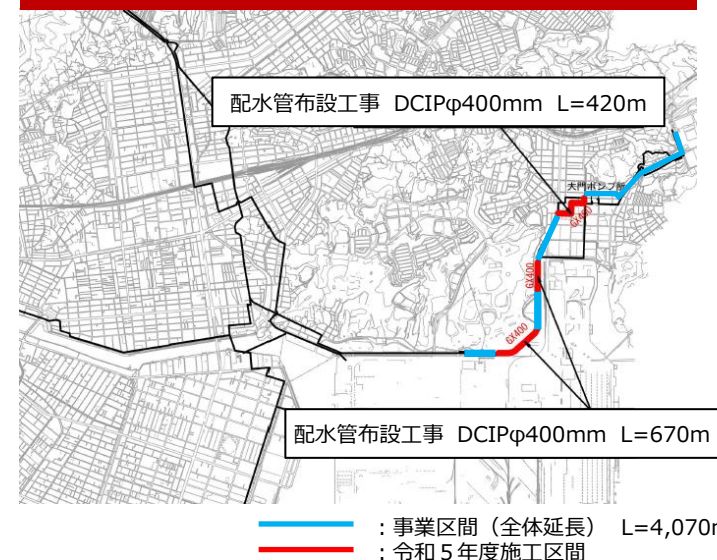 配水管布設工事 DCIPφ400mm L=420m
大門ポンプ所
GX400
GX400
GX400
配水管布設工事 DCIPφ400mm L=670m
：事業区間（全体延長） L=4,070m
：令和５年度施工区間